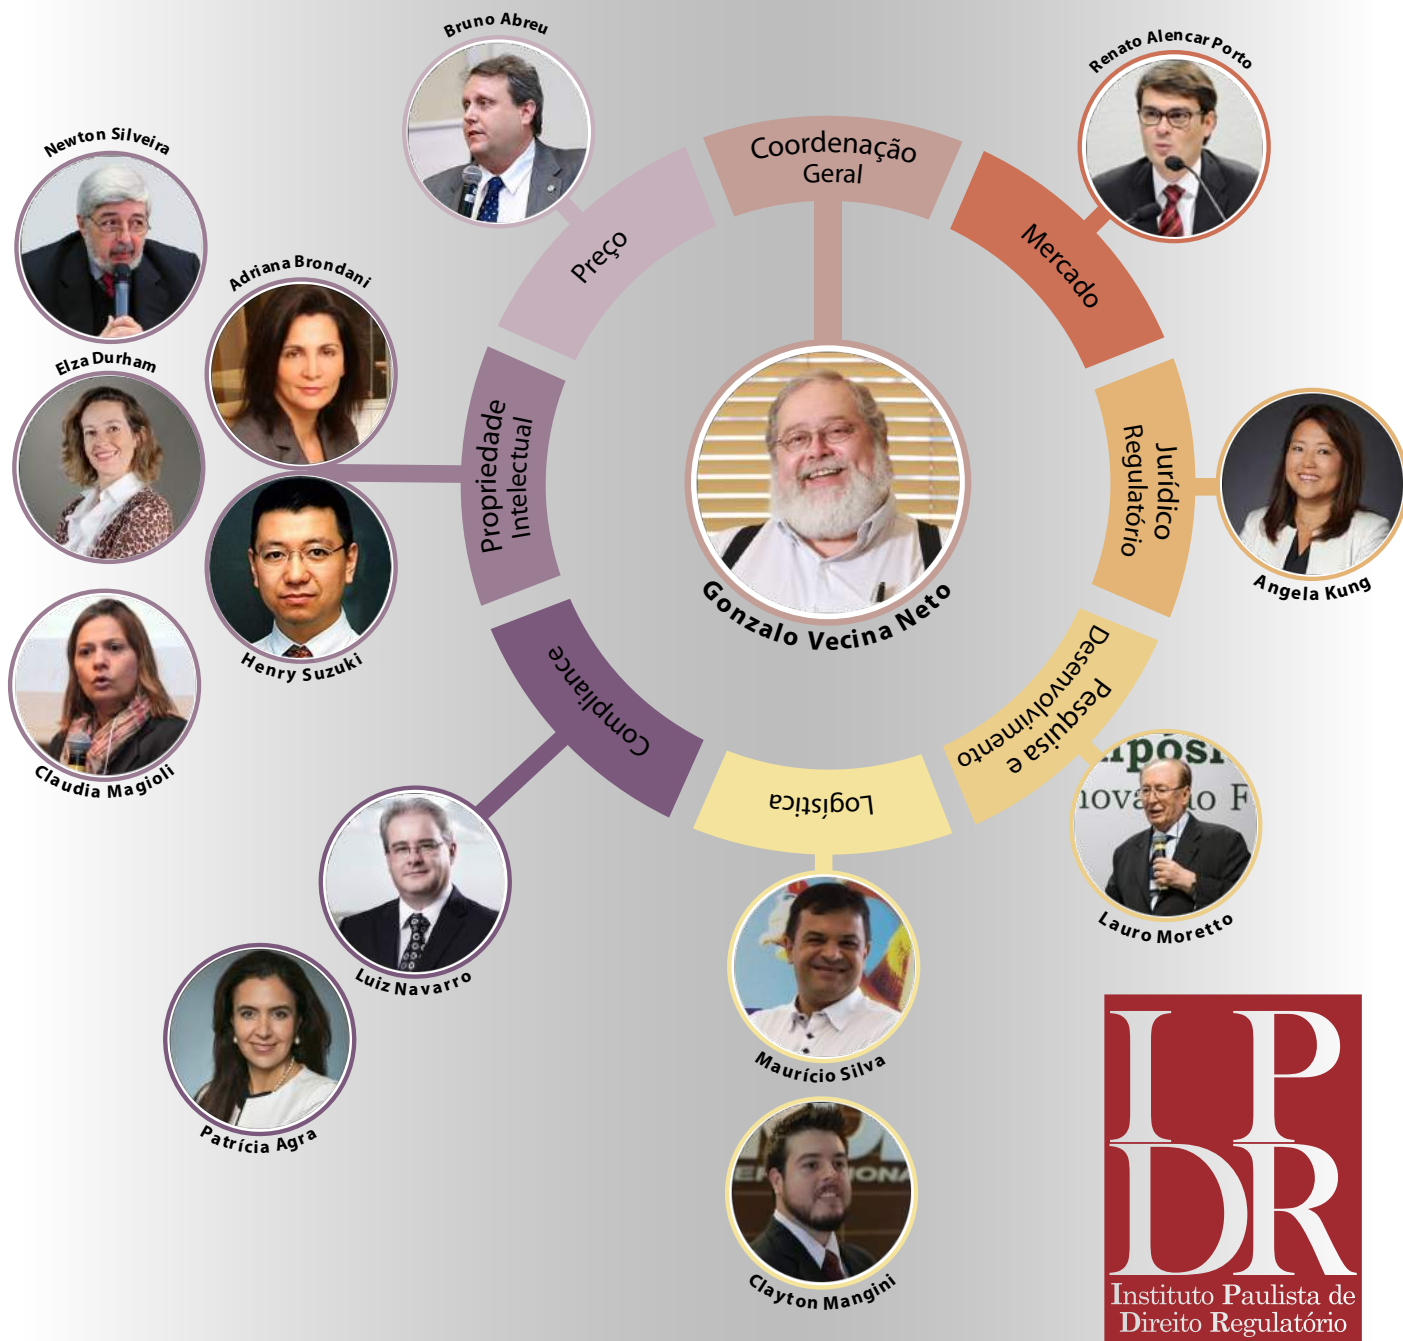 Bruno Abreu
Renato Alencar Porto
Newton Silveira
Coordenação
Geral
Mercado
Preço
Adriana Brondani
Elza Durham
Propriedade
Intelectual
Jurídico
Regulatório
Angela Kung
Gonzalo Vecina Neto
Henry Suzuki
Compliance
Pesquisa e
Desenvolvimento
Claudia Magioli
Logística
pósi
nova
o F
Lauro Moretto
Luiz Navarro
Maurício Silva
Patrícia Agra
Clayton Mangini
I P
D R
Instituto Paulista de
Direito Regulatório